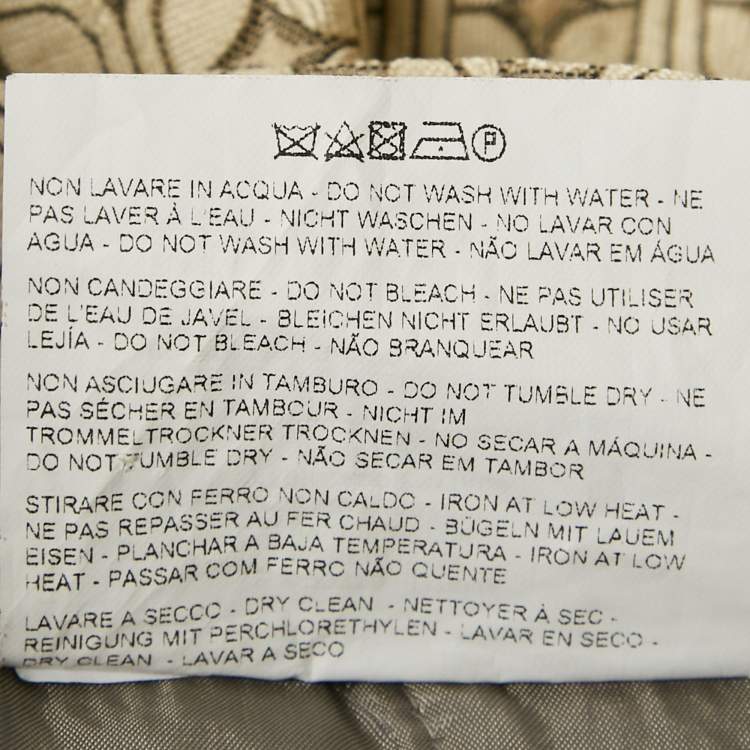 P
NON LAVARE IN ACQUA - DO NOT WASH WITH WATER - NE
PAS LAVER À L'EAU - NICHT WASCHEN - NO LAVAR CON
AGUA - DO NOT WASH WITH WATER - NÃO LAVAR EM ÁGUA
NON CANDEGGIARE - DO NOT BLEACH - NE PAS UTILISER
DE L'EAU DE JAVEL - BLEICHEN NICHT ERLAUBT - NO USAR
LEJÍA - DO NOT BLEACH - NÃO BRANQUEAR
NON ASCIUGARE IN TAMBURO - DO NOT TUMBLE DRY - NE
PAS SÉCHER EN TAMBOUR - NICHT IM
TROMMELTROCKNER TROCKNEN - NO SECAR A MÁQUINA -
DO NOT TUMBLE DRY - NÃO SECAR EM TAMBOR
STIRARE CON FERRO NON CALDO - IRON AT LOW HEAT -
NE PAS REPASSER AU FER CHAUD - BÜGELN MIT LAUEM
EISEN - PLANCHAR A BAJA TEMPERATURA - IRON AT LOW
HEAT - PASSAR COM FERRO NÃO QUENTE
LAVARE A SECCO - DRY CLEAN - NETTOYER À SEC -
REINIGUNG MIT PERCHLORETHYLEN - LAVAR EN SECO -
DRY CLEAN - LAVAR A SECO